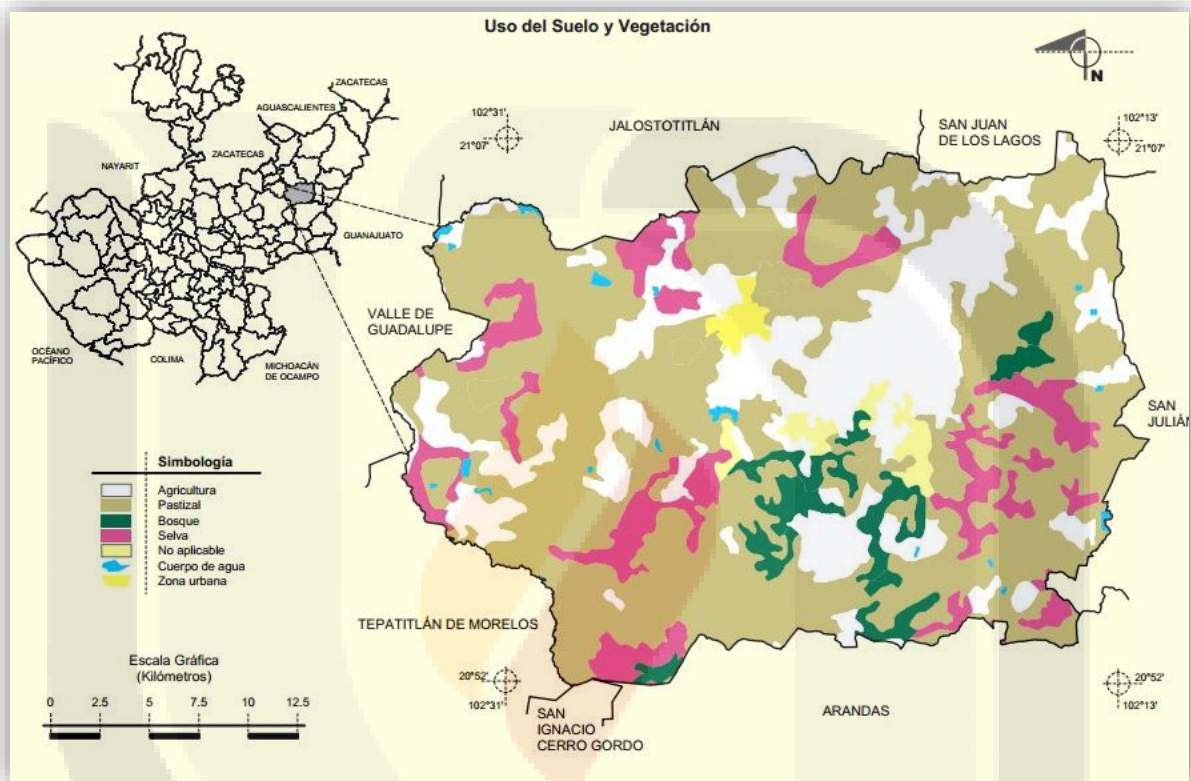 Uso del Suelo y Vegetación
N
ZACATECAS
AGUASCALIENTES
ZACATECAS
NAYARIT
GUANAJUATO
OCÉANO
PACÍFICO
COLIMA
MICHOACÁN
DE OCAMPO
102°31'
21°07'
JALOSTOTITLÁN
SAN JUAN
DE LOS LAGOS
102°13'
21°07'
VALLE DE
GUADALUPE
SAN
JULIÁN
Simbología
Agricultura
Pastizal
Bosque
Selva
No aplicable
Cuerpo de agua
Zona urbana
TEPATITLÁN DE MORELOS
Escala Gráfica
(Kilómetros)
0 2.5 5 7.5 10 12.5
20°52'
102°31'
SAN
IGNACIO
CERRO GORDO
ARANDAS
20°52'
102°13'